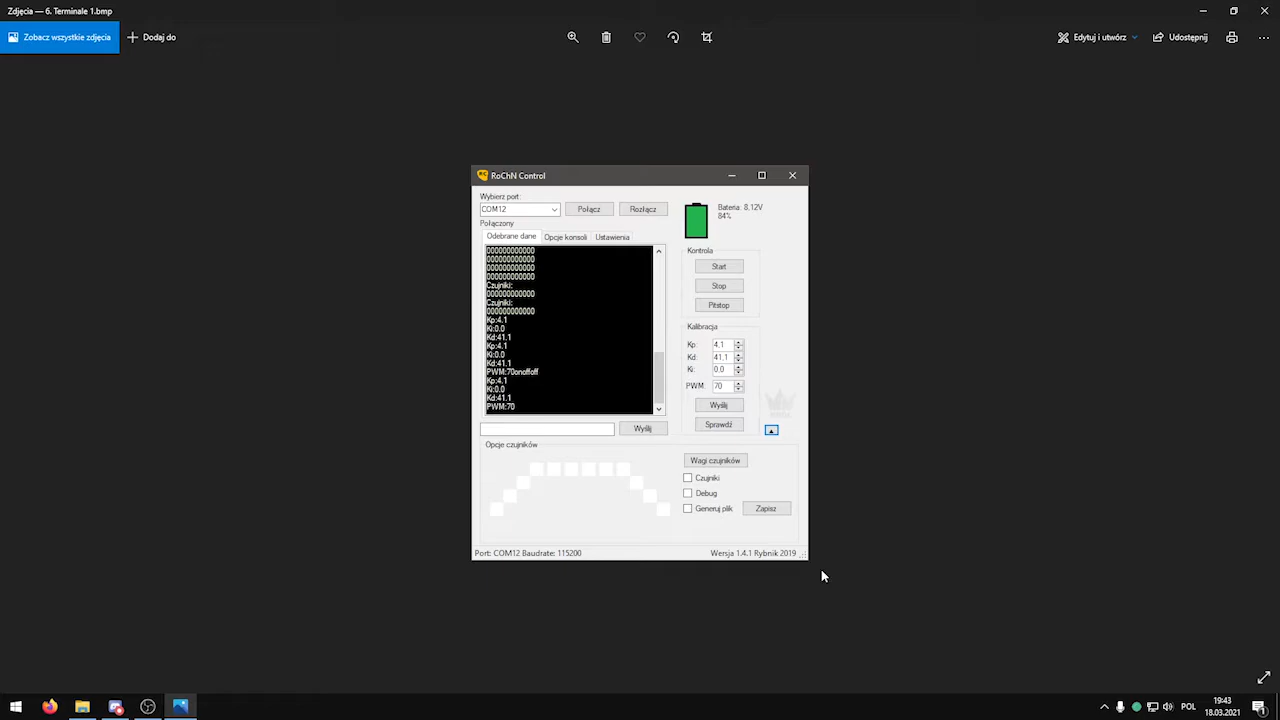 Zdjęcia — 6. Terminale 1.bmp
Zobacz wszystkie zdjęcia
Dodaj do
Edytuj i utwórz
Udostępnij
RoChN Control
Wybierz port:
COM12
Połącz
Rozłącz
Połączony
Bateria: 8,12V
84%
Odebrane dane
Opcje konsoli
Ustawienia
000000000000
000000000000
000000000000
000000000000
Czujniki:
000000000000
Czujniki:
000000000000
Kp:4.1
Ki:0.0
Kd:41.1
Kp:4.1
Ki:0.0
Kd:41.1
PWM:70onoffoff
Kp:4.1
Ki:0.0
Kd:41.1
PWM:70
Wyślij
Kontrola
Start
Stop
Pitstop
Kalibracja
Kp: 4,1
Kd: 41,1
Ki: 0,0
PWM: 70
Wyślij
Sprawdź
Opcje czujników
Wagi czujników
Czujniki
Debug
Generuj plik
Zapisz
Port: COM12 Baudrate: 115200
Wersja 1.4.1 Rybnik 2019
POL
19:43
18.03.2021